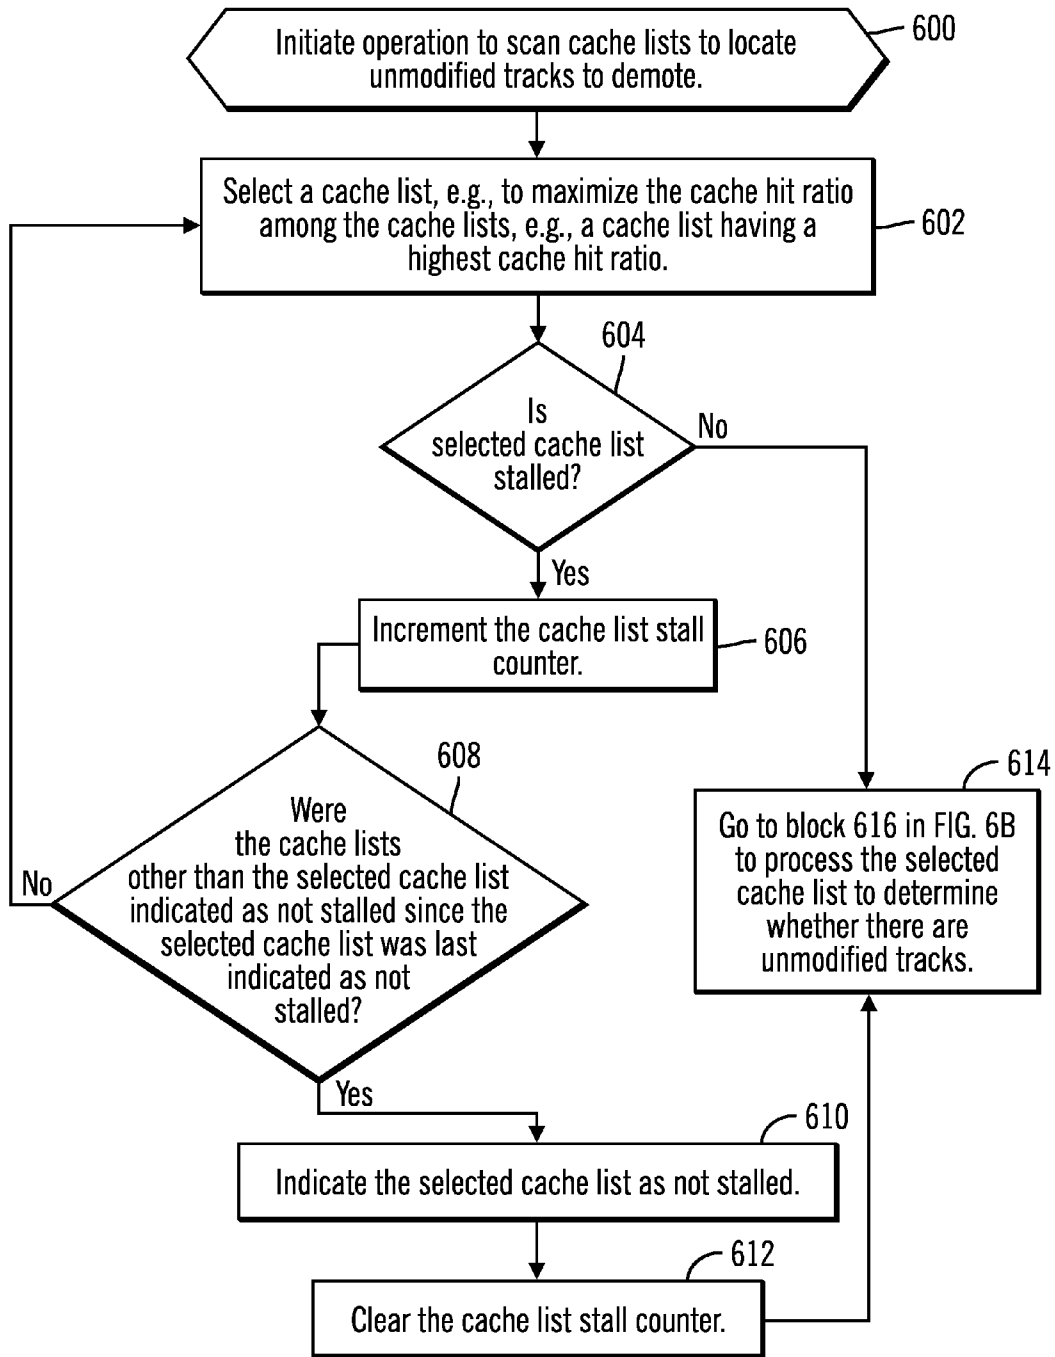 Initiate operation to scan cache lists to locate
unmodified tracks to demote.
600
Select a cache list, e.g., to maximize the cache hit ratio
among the cache lists, e.g., a cache list having a
highest cache hit ratio.
602
604
Is
selected cache list
stalled?
No
Yes
Increment the cache list stall
counter.
606
608
Were
the cache lists
other than the selected cache list
indicated as not stalled since the
selected cache list was last
indicated as not
stalled?
No
Yes
614
Go to block 616 in FIG. 6B
to process the selected
cache list to determine
whether there are
unmodified tracks.
610
Indicate the selected cache list as not stalled.
612
Clear the cache list stall counter.